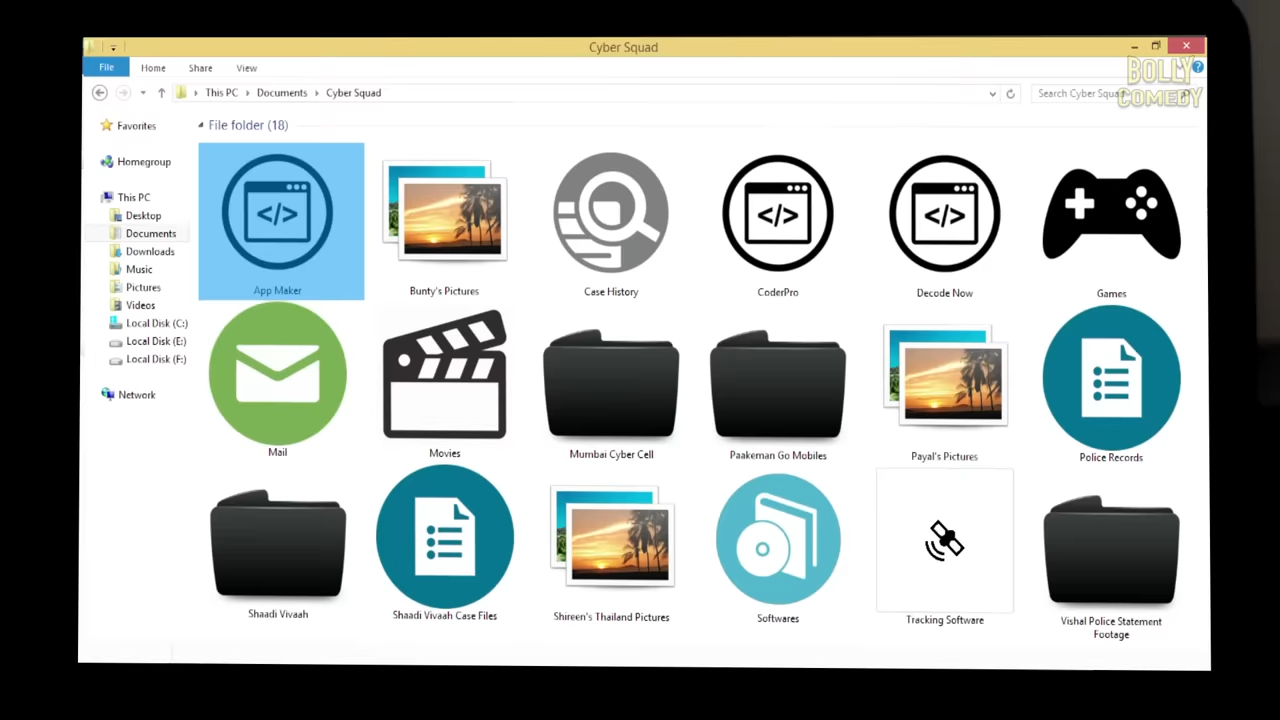 Cyber Squad
File Home Share View
BOLLY
COMEDY
This PC Documents Cyber Squad
Search Cyber Squad
Favorites
Homegroup
This PC
Desktop
Documents
Downloads
Music
Pictures
Videos
Local Disk (C:)
Local Disk (E:)
Local Disk (F:)
Network
File folder (18)
App Maker
Bunty's Pictures
Case History
CoderPro
Decode Now
Games
Mail
Movies
Mumbai Cyber Cell
Paakeman Go Mobiles
Payal's Pictures
Police Records
Shaadi Vivaah
Shaadi Vivaah Case Files
Shireen's Thailand Pictures
Softwares
Tracking Software
Vishal Police Statement
Footage